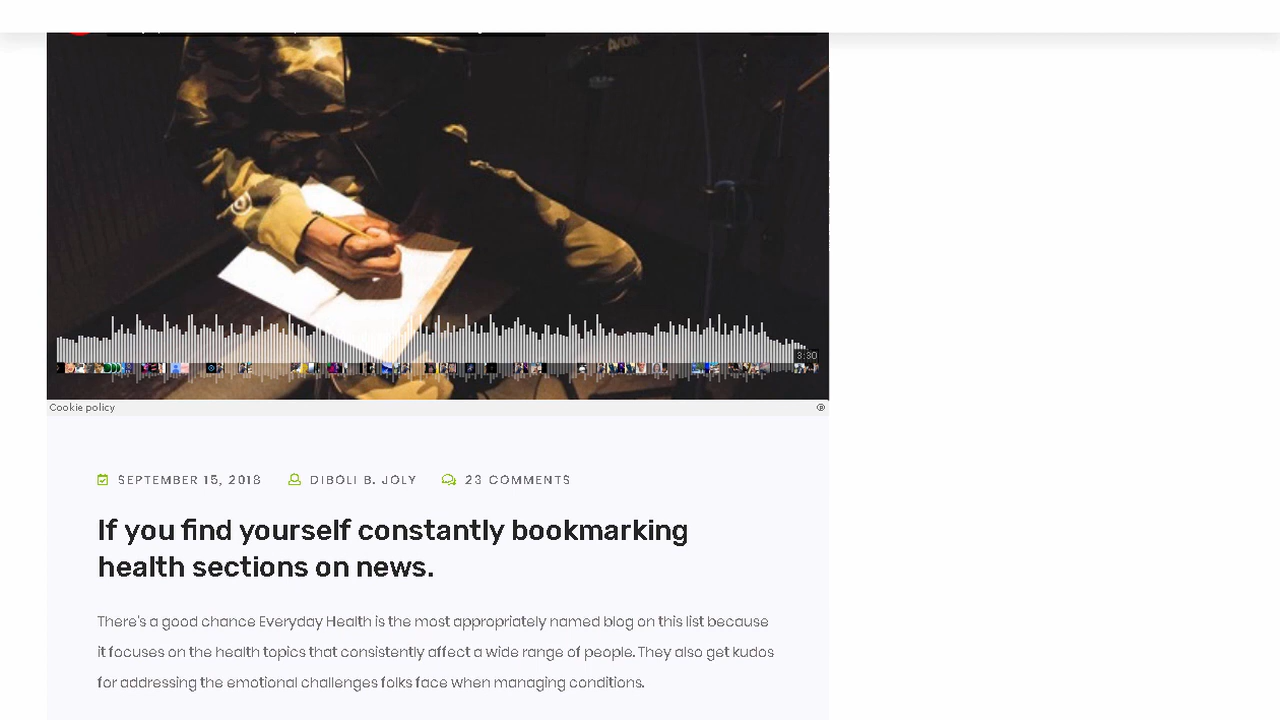 3:30
Cookie policy
SEPTEMBER 15, 2018 DIBOLI B. JOLY 23 COMMENTS
If you find yourself constantly bookmarking
health sections on news.
There's a good chance Everyday Health is the most appropriately named blog on this list because
it focuses on the health topics that consistently affect a wide range of people. They also get kudos
for addressing the emotional challenges folks face when managing conditions.